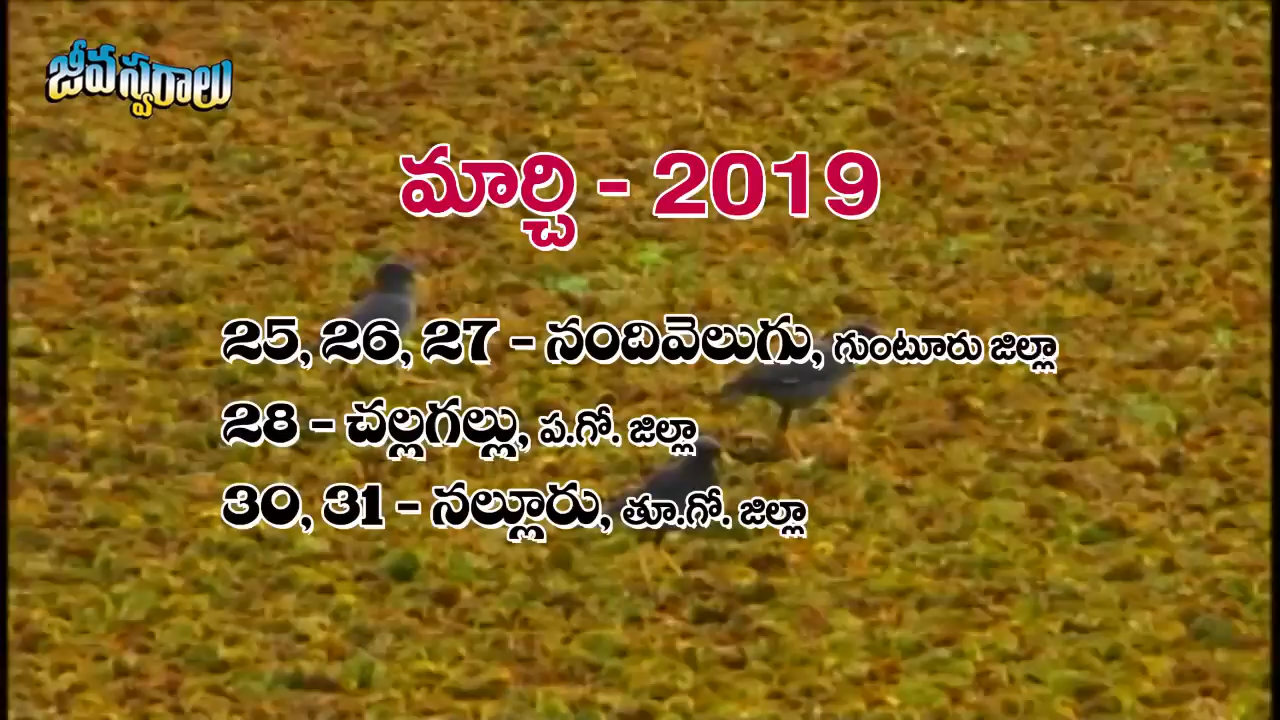 జీవస్వరాలు
మార్చి - 2019
25, 26, 27 - నందివెలుగు, గుంటూరు జిల్లా
28 - చల్లగల్లు, ప.గో. జిల్లా
30, 31 - నల్లూరు, తూ.గో. జిల్లా